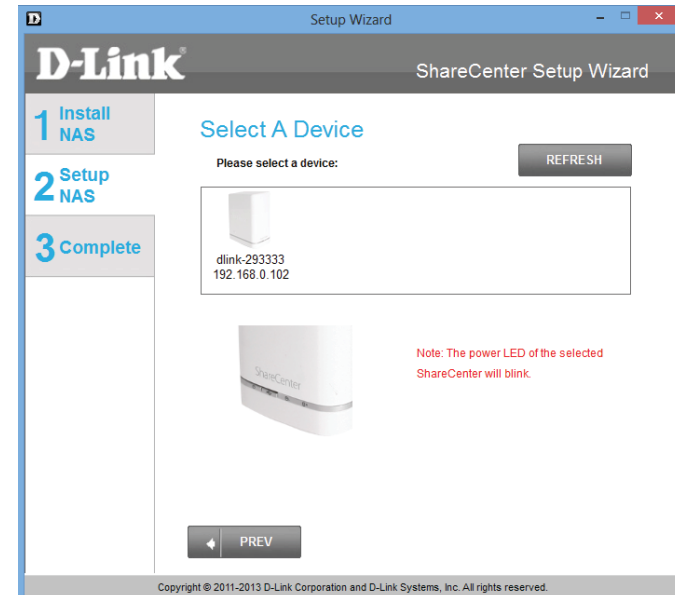 Setup Wizard
D-Link®
ShareCenter Setup Wizard
1 Install
NAS
2 Setup
NAS
3 Complete
Select A Device
Please select a device:
REFRESH
dlink-293333
192.168.0.102
ShareCenter
Note: The power LED of the selected
ShareCenter will blink.
PREV
Copyright © 2011-2013 D-Link Corporation and D-Link Systems, Inc. All rights reserved.